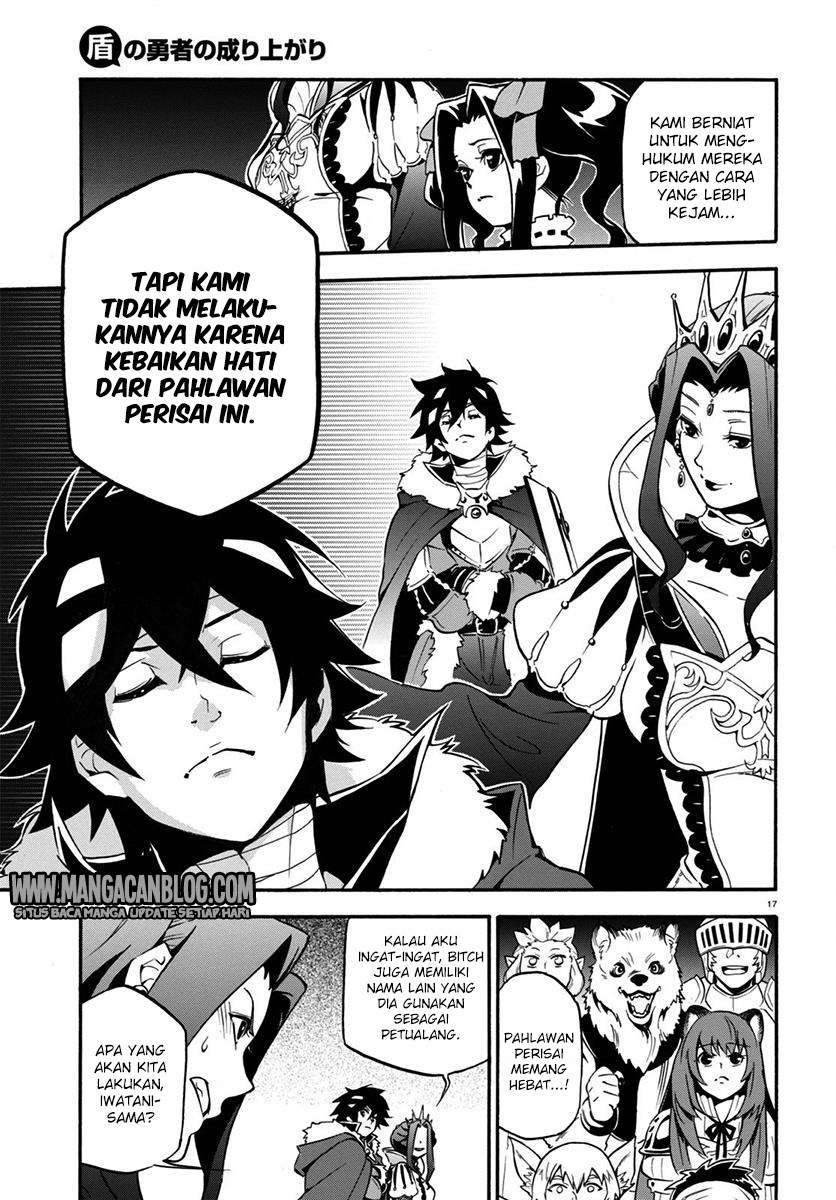 盾の勇者の成り上がり
KAMI BERNIAT
UNTUK MENG-
HUKUM MEREKA
DENGAN CARA
YANG LEBIH
KEJAM...
TAPI KAMI
TIDAK MELAKU-
KANNYA KARENA
KEBAIKAN HATI
DARI PAHLAWAN
PERISAI INI.
WWW.MANGACANBLOG.COM
SITUS BACA MANGA UPDATE SETIAP HARI
17
PAHLAWAN
PERISAI
MEMANG
HEBAT...!
KALAU AKU
INGAT-INGAT, BITCH
JUGA MEMILIKI
NAMA LAIN YANG
DIA GUNAKAN
SEBAGAI
PETUALANG.
APA YANG
AKAN KITA
LAKUKAN,
IWATANI-
SAMA?